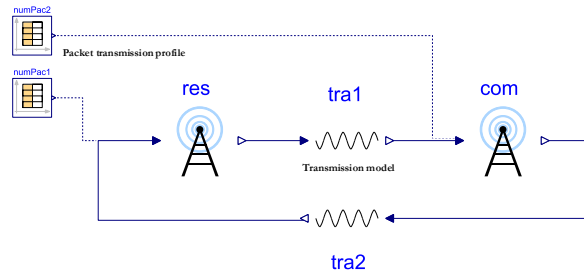 numPac2
Packet transmission profile
numPac1
res
tra1
com
Transmission model
tra2